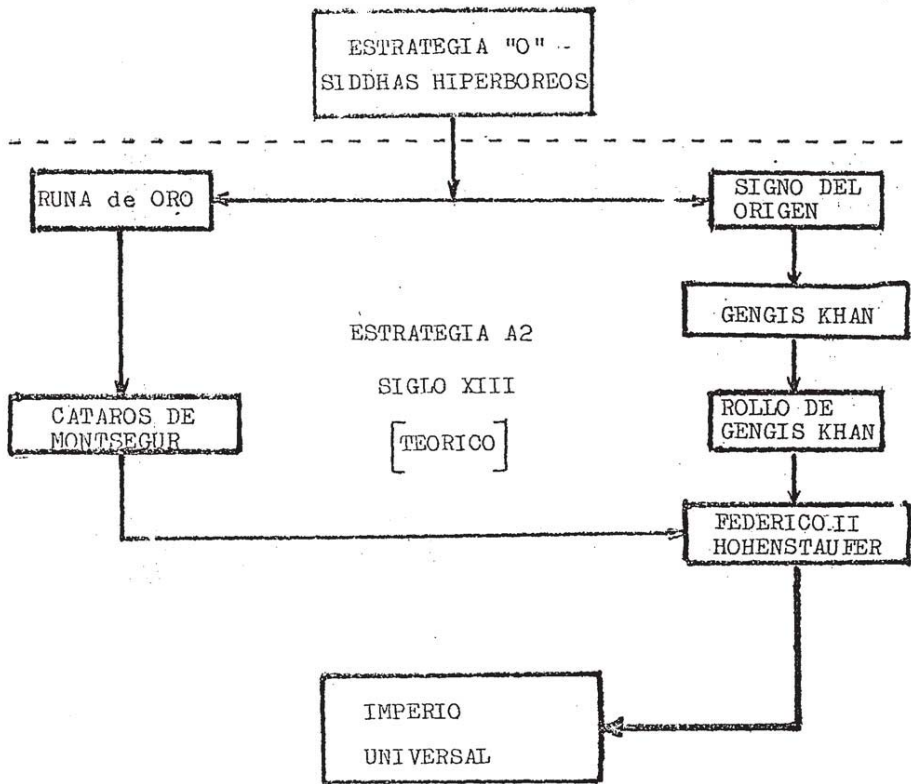 ESTRATEGIA "O" -
SIDDHAS HIPERBOREOS
RUNA de ORO
SIGNO DEL
ORIGEN
GENGIS KHAN
ESTRATEGIA A2
SIGLO XIII
[TEORICO]
CATAROS DE
MONTSEGUR
ROLLO DE
GENGIS KHAN
FEDERICO II
HOHENSTAUFER
IMPERIO
UNIVERSAL